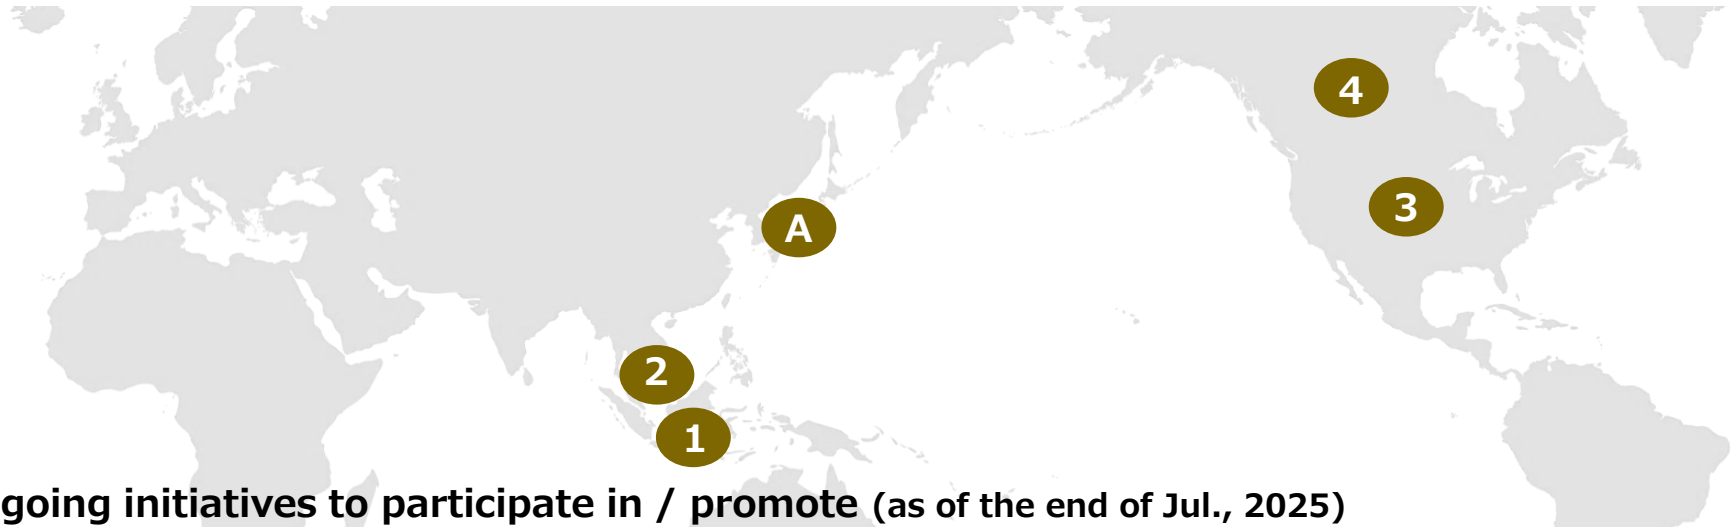 4
3
A
2
1
going initiatives to participate in / promote (as of the end of Jul., 2025)